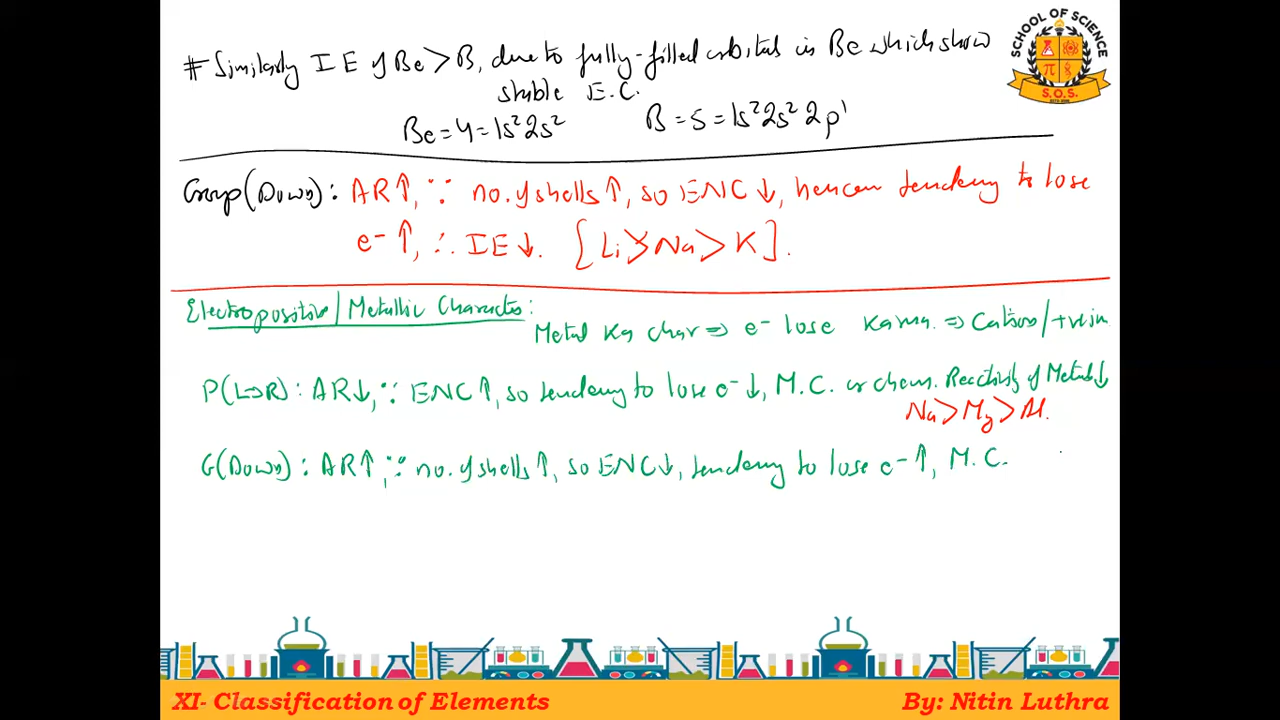 # Similarly IE of Be > B, due to fully-filled orbital in Be which show
stable E.C.
Be = 4 = 1s² 2s²    B = 5 = 1s² 2s² 2p¹
Group (Down) : AR↑, ∵ no. of shells↑, so ENC↓, hence tendency to lose
e⁻ ↑, ∴ IE↓. [Li > Na > K].
Electropositive / Metallic Character :
Metal ka char ⇒ e⁻ lose karna ⇒ Cations / +ve ion
P(L→R) : AR↓, ∵ ENC↑, so tendency to lose e⁻↓, M.C. or chem. Reactivity of Metal↓
Na > Mg > Al.
G(Down) : AR↑, ∵ no. of shells↑, so ENC↓, tendency to lose e⁻↑, M.C.
SCHOOL OF SCIENCE
S.O.S.
XI- Classification of Elements
By: Nitin Luthra